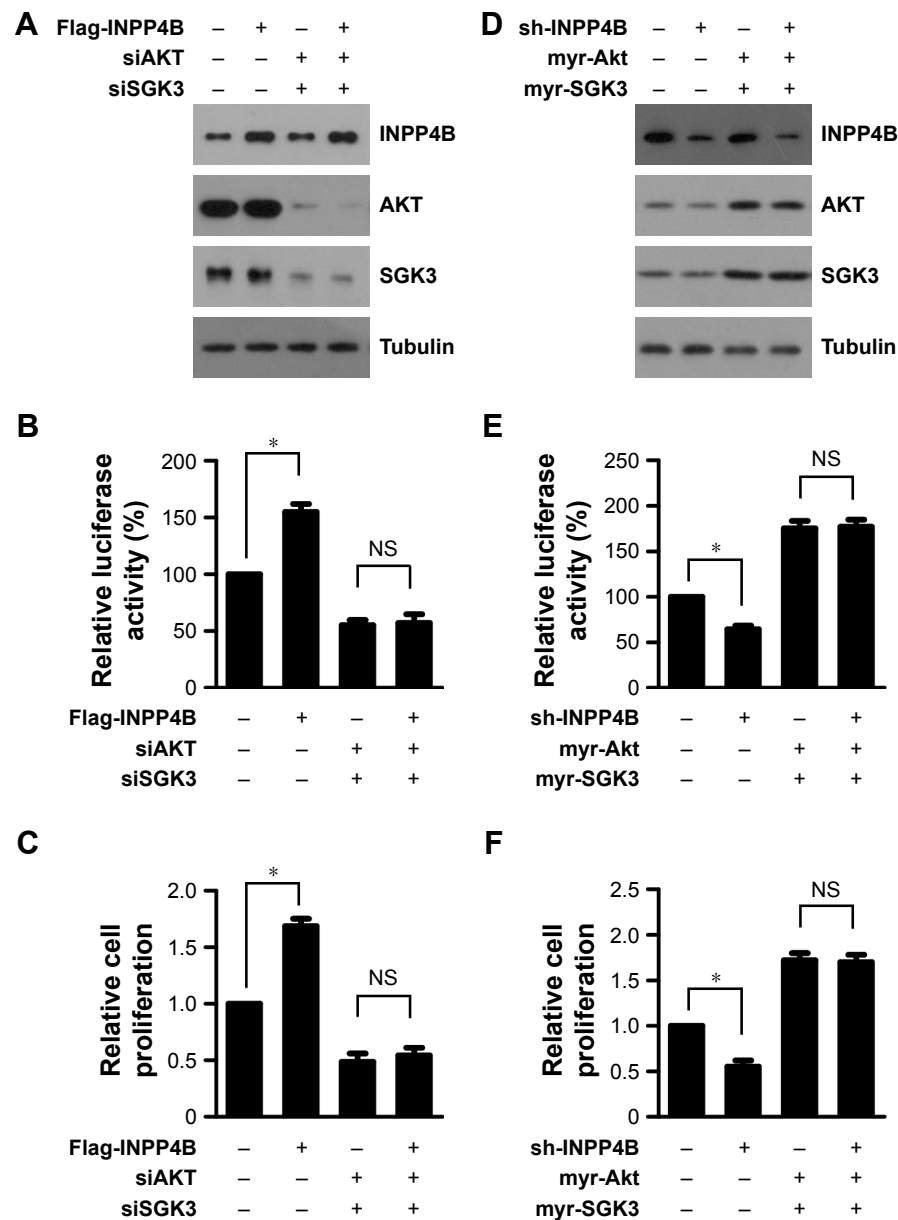 A
Flag-INPP4B – + – +
siAKT – – + +
siSGK3 – – + +
INPP4B
AKT
SGK3
Tubulin
D
sh-INPP4B – + – +
myr-Akt – – + +
myr-SGK3 – – + +
INPP4B
AKT
SGK3
Tubulin
B
Relative luciferase
activity (%)
200
150
100
50
0
*
NS
Flag-INPP4B – + – +
siAKT – – + +
siSGK3 – – + +
E
Relative luciferase
activity (%)
250
200
150
100
50
0
*
NS
sh-INPP4B – + – +
myr-Akt – – + +
myr-SGK3 – – + +
C
Relative cell
proliferation
2.0
1.5
1.0
0.5
0
*
NS
Flag-INPP4B – + – +
siAKT – – + +
siSGK3 – – + +
F
Relative cell
proliferation
2.5
2.0
1.5
1.0
0.5
0
*
NS
sh-INPP4B – + – +
myr-Akt – – + +
myr-SGK3 – – + +